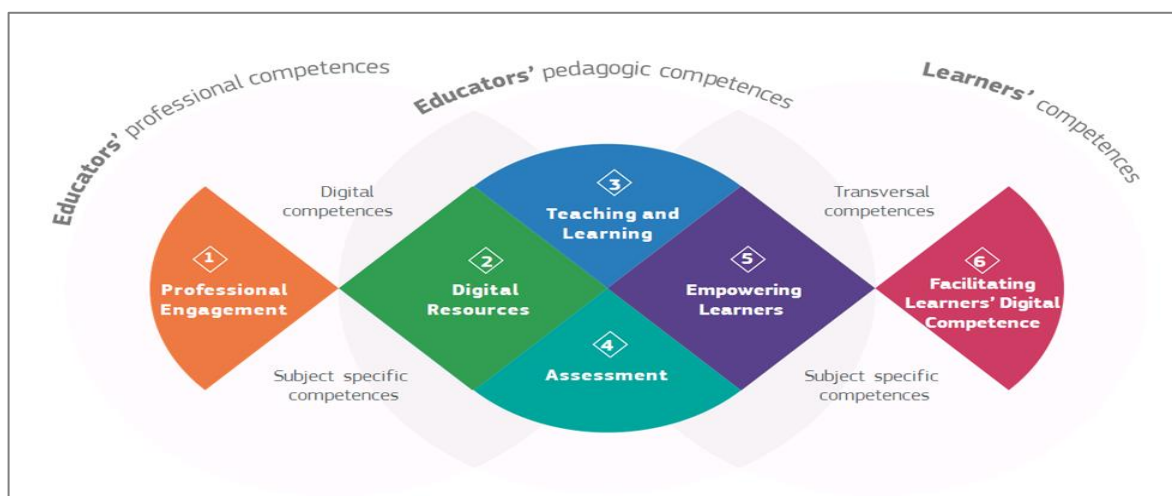 Educators' professional competences
Educators' pedagogic competences
Learners' competences
Digital
competences
Transversal
competences
1
Professional
Engagement
2
Digital
Resources
3
Teaching and
Learning
4
Assessment
5
Empowering
Learners
6
Facilitating
Learners' Digital
Competence
Subject specific
competences
Subject specific
competences